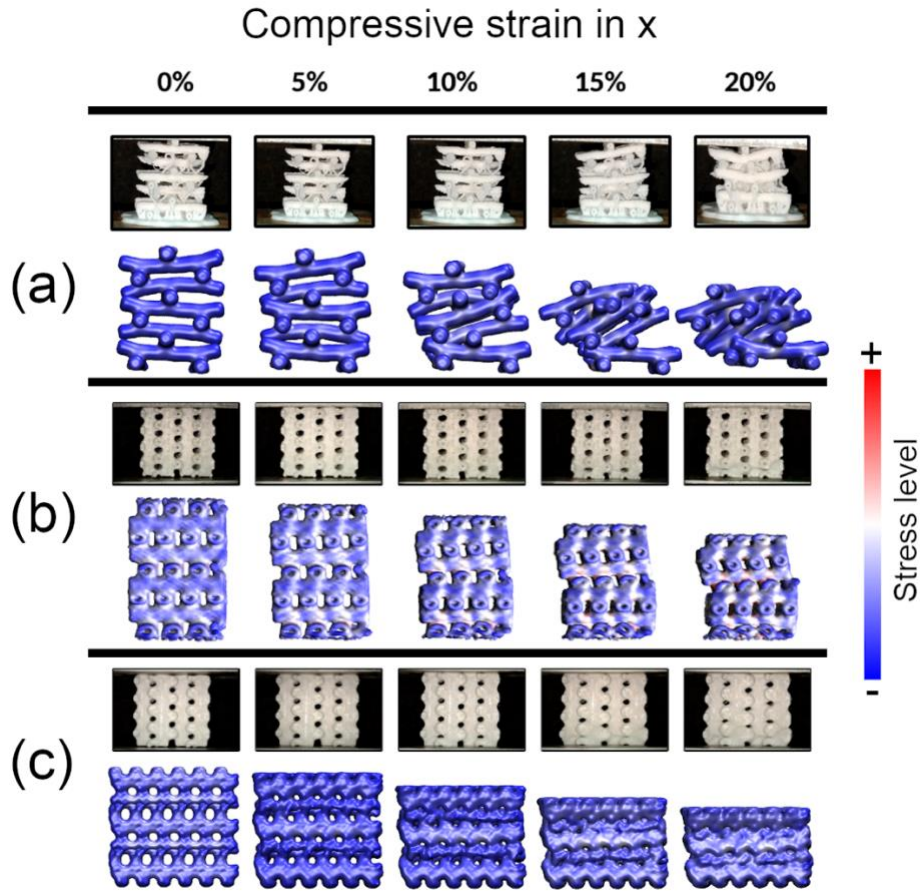 Compressive strain in x
0% 5% 10% 15% 20%
(a)
+
(b)
Stress level
-
(c)